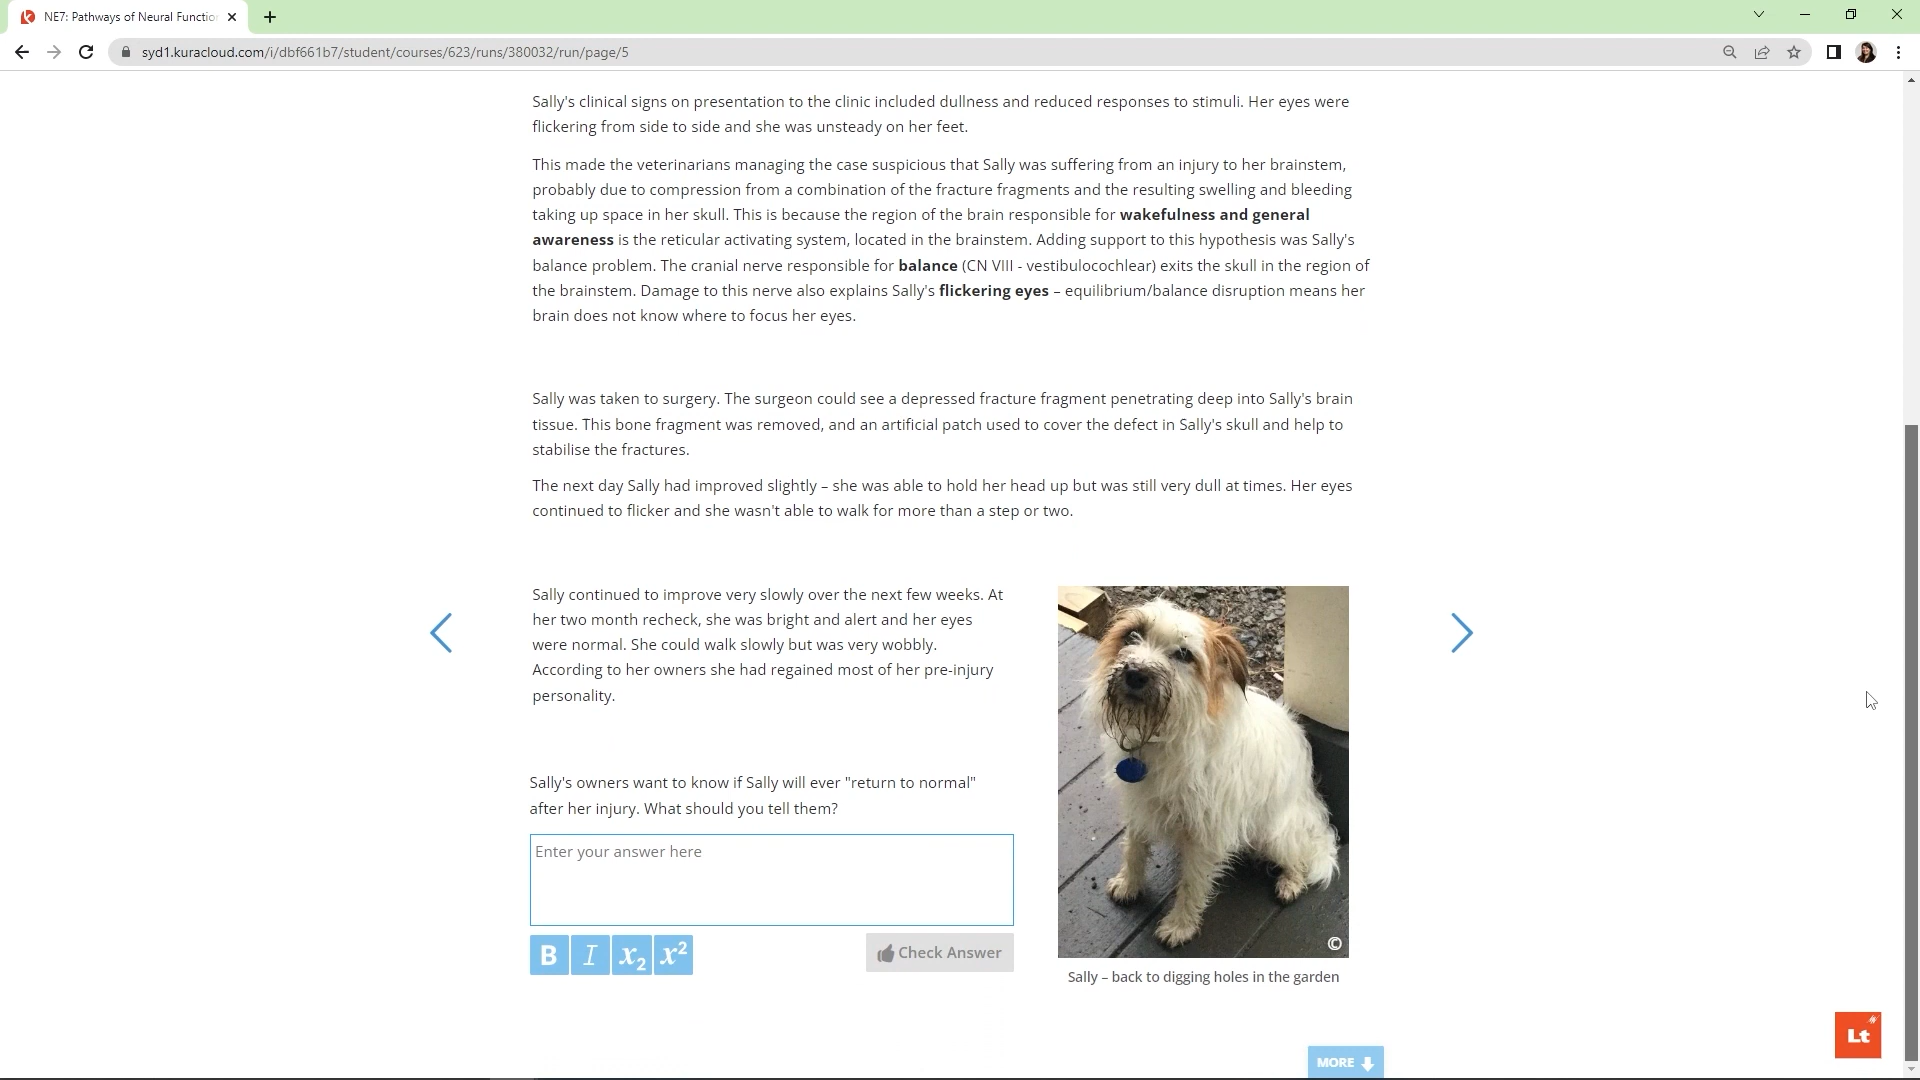 NE7: Pathways of Neural Function
syd1.kuracloud.com/i/dbf661b7/student/courses/623/runs/380032/run/page/5
Sally's clinical signs on presentation to the clinic included dullness and reduced responses to stimuli. Her eyes were
flickering from side to side and she was unsteady on her feet.
This made the veterinarians managing the case suspicious that Sally was suffering from an injury to her brainstem,
probably due to compression from a combination of the fracture fragments and the resulting swelling and bleeding
taking up space in her skull. This is because the region of the brain responsible for wakefulness and general
awareness is the reticular activating system, located in the brainstem. Adding support to this hypothesis was Sally's
balance problem. The cranial nerve responsible for balance (CN VIII - vestibulocochlear) exits the skull in the region of
the brainstem. Damage to this nerve also explains Sally's flickering eyes – equilibrium/balance disruption means her
brain does not know where to focus her eyes.
Sally was taken to surgery. The surgeon could see a depressed fracture fragment penetrating deep into Sally's brain
tissue. This bone fragment was removed, and an artificial patch used to cover the defect in Sally's skull and help to
stabilise the fractures.
The next day Sally had improved slightly – she was able to hold her head up but was still very dull at times. Her eyes
continued to flicker and she wasn't able to walk for more than a step or two.
Sally continued to improve very slowly over the next few weeks. At
her two month recheck, she was bright and alert and her eyes
were normal. She could walk slowly but was very wobbly.
According to her owners she had regained most of her pre-injury
personality.
Sally's owners want to know if Sally will ever "return to normal"
after her injury. What should you tell them?
Enter your answer here
B I x₂ x²
Check Answer
©
Sally – back to digging holes in the garden
Lt
MORE